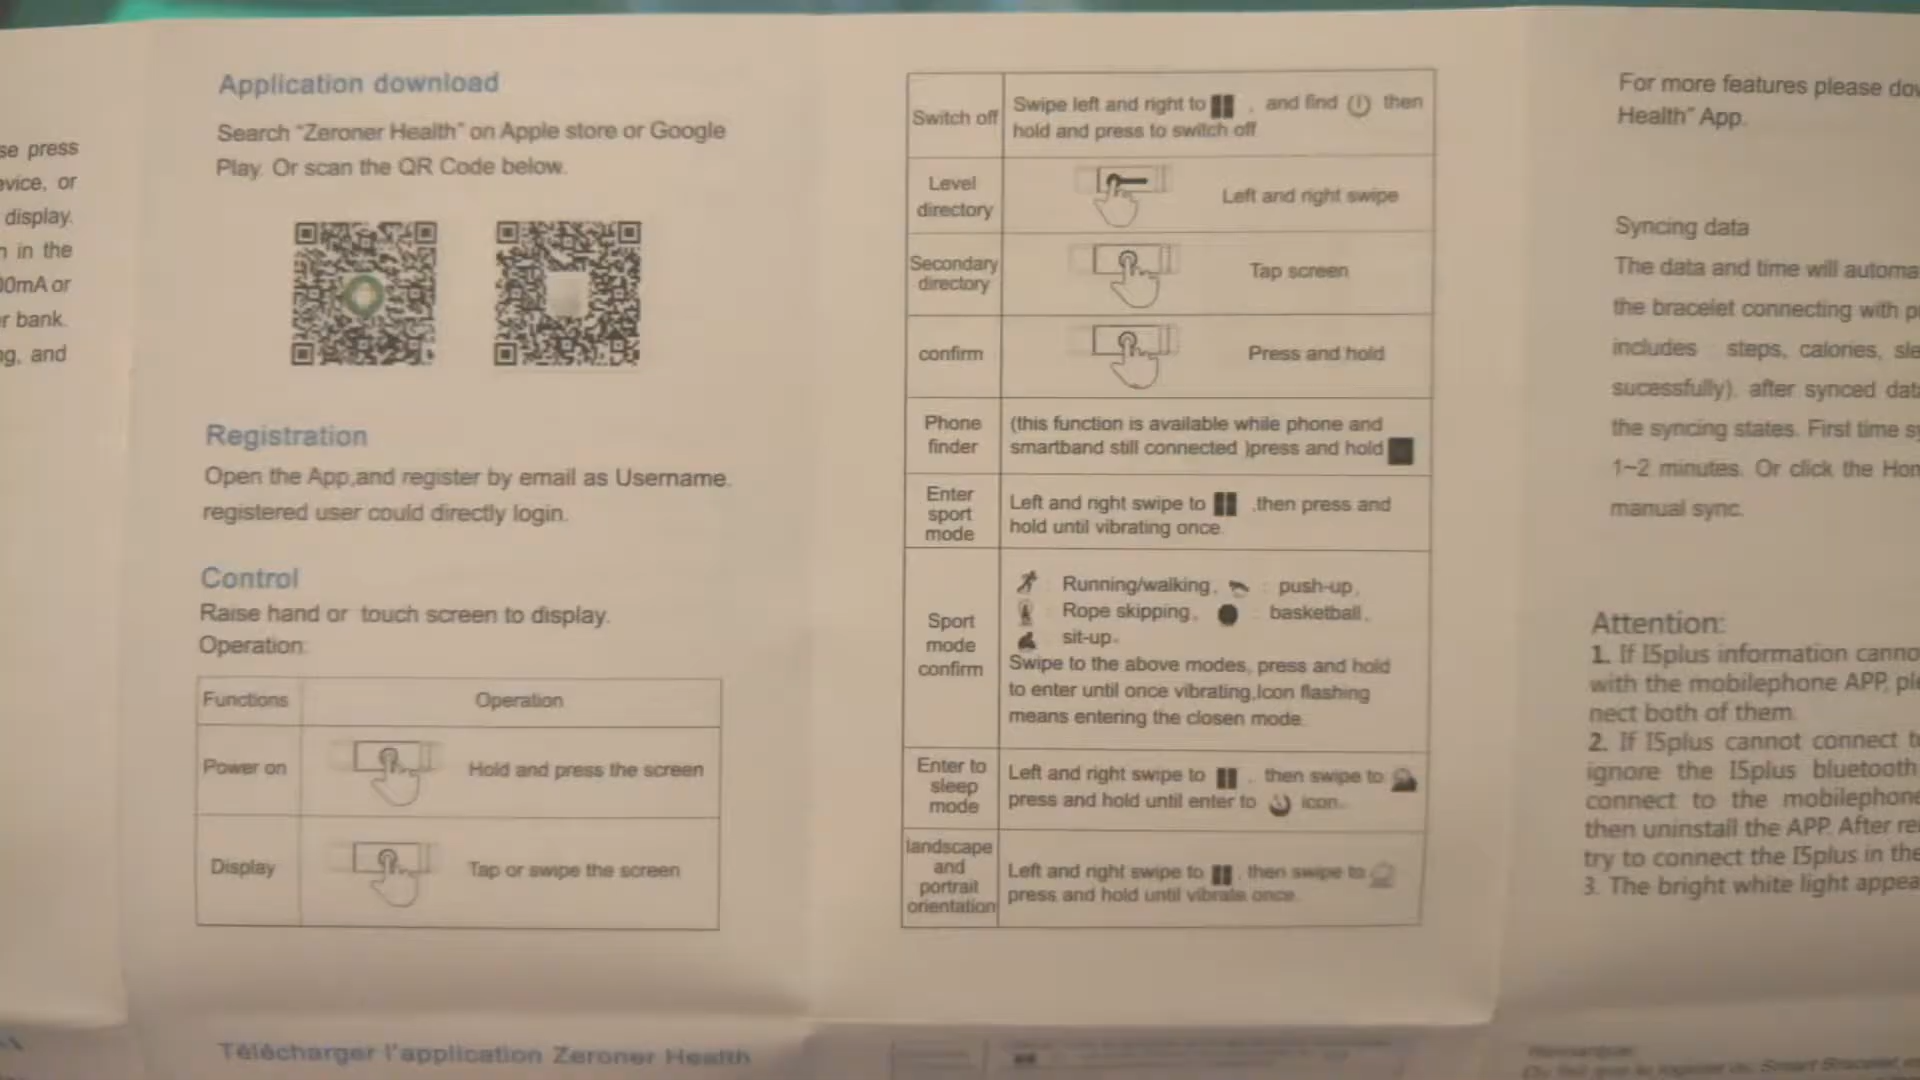 se press
evice, or
display.
n in the
00mA or
r bank.
ng, and
Application download
Search "Zeroner Health" on Apple store or Google
Play. Or scan the QR Code below.
Registration
Open the App,and register by email as Username.
registered user could directly login.
Control
Raise hand or touch screen to display.
Operation:
Functions Operation
Power on Hold and press the screen
Display Tap or swipe the screen
Switch off
Swipe left and right to , and find then
hold and press to switch off
Level
directory
Left and right swipe
Secondary
directory
Tap screen
confirm Press and hold
Phone
finder
(this function is available while phone and
smartband still connected )press and hold
Enter
sport
mode
Left and right swipe to ,then press and
hold until vibrating once.
Sport
mode
confirm
: Running/walking, : push-up,
: Rope skipping, : basketball,
: sit-up.
Swipe to the above modes, press and hold
to enter until once vibrating,Icon flashing
means entering the closen mode.
Enter to
sleep
mode
Left and right swipe to , then swipe to
press and hold until enter to icon.
landscape
and
portrait
orientation
Left and right swipe to , then swipe to
press and hold until vibrate once.
For more features please dow
Health" App.
Syncing data
The data and time will automa
the bracelet connecting with p
includes steps, calories, sle
sucessfully). after synced data
the syncing states. First time sy
1~2 minutes. Or click the Hom
manual sync.
Attention:
1. If I5plus information canno
with the mobilephone APP, ple
nect both of them.
2. If I5plus cannot connect to
ignore the I5plus bluetooth
connect to the mobilephone
then uninstall the APP. After re
try to connect the I5plus in the
3. The bright white light appea
Télécharger l'application Zeroner Health